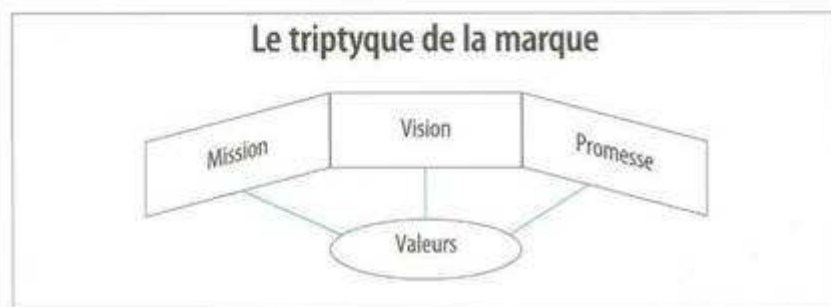 Le triptyque de la marque
Mission
Vision
Promesse
Valeurs